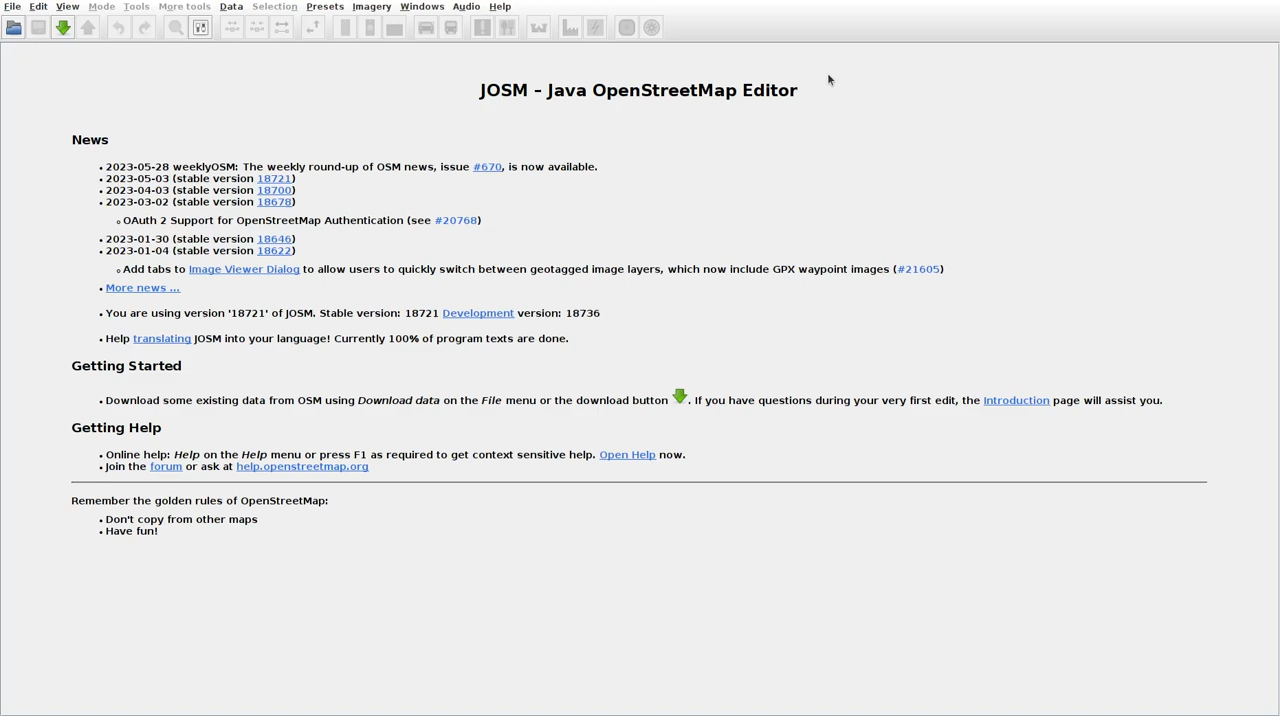 File Edit View Mode Tools More tools Data Selection Presets Imagery Windows Audio Help
JOSM – Java OpenStreetMap Editor
News
2023-05-28 weeklyOSM: The weekly round-up of OSM news, issue #670, is now available.
2023-05-03 (stable version 18721)
2023-04-03 (stable version 18700)
2023-03-02 (stable version 18678)
OAuth 2 Support for OpenStreetMap Authentication (see #20768)
2023-01-30 (stable version 18646)
2023-01-04 (stable version 18622)
Add tabs to Image Viewer Dialog to allow users to quickly switch between geotagged image layers, which now include GPX waypoint images (#21605)
More news ...
You are using version '18721' of JOSM. Stable version: 18721 Development version: 18736
Help translating JOSM into your language! Currently 100% of program texts are done.
Getting Started
Download some existing data from OSM using Download data on the File menu or the download button . If you have questions during your very first edit, the Introduction page will assist you.
Getting Help
Online help: Help on the Help menu or press F1 as required to get context sensitive help. Open Help now.
Join the forum or ask at help.openstreetmap.org
Remember the golden rules of OpenStreetMap:
Don't copy from other maps
Have fun!